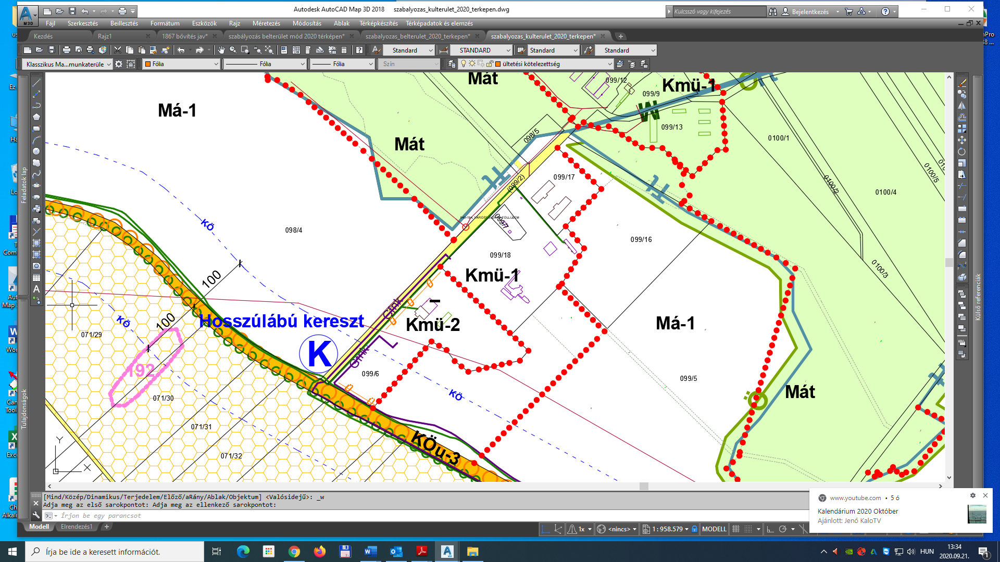 Autodesk AutoCAD Map 3D 2018    szabalyozas_kulterulet_2020_terkepen.dwg
Kulcsszó vagy kifejezés
Bejelentkezés
M3D
Fájl Szerkesztés Beillesztés Formátum Eszközök Rajz Méretezés Módosítás Ablak Térképkészítés Térképadatok és elemzés
Kezdés Rajz1 1867 bővítés jav* szabályozás belterület mód 2020 térképen* szabalyozas_belterulet_2020_terkepen* szabalyozas_kulterulet_2020_terkepen*
Standard STANDARD Standard Standard
Klasszikus Ma...munkaterüle Fólia Fólia Fólia Szín ültetési kötelezettség
Feladatok lap
Tulajdonságok
Külső referenciák
Mát
099/12
Kmü-1
099/9
Má-1
099/13
098/5
0100/1
Mát
(099/2)
099/17
0100/2
0100/5
0100/4
KÖ
098/4
099/7
099/16
099/18
100
Kmü-1
0100/3
KÖ
100
Hosszúlábú kereszt
Kmü-2
Má-1
071/29
K
192
099/6
099/5
Mát
KÖ
071/30
071/31
KÖu-3
071/32
Y
X
[Mind/Közép/Dinamikus/Terjedelem/Előző/aRány/Ablak/Objektum] <Valósidejű>: _w
Adja meg az első sarokpontot: Adja meg az ellenkező sarokpontot:
Írjon be egy parancsot
Modell Elrendezés1
1x <nincs> 1:958.579 MODELL
www.youtube.com • 5 ó
Kalendárium 2020 Október
Ajánlott: Jenő KaloTV
Írja be ide a keresett információt.
HUN
13:34
2020.09.21.
1